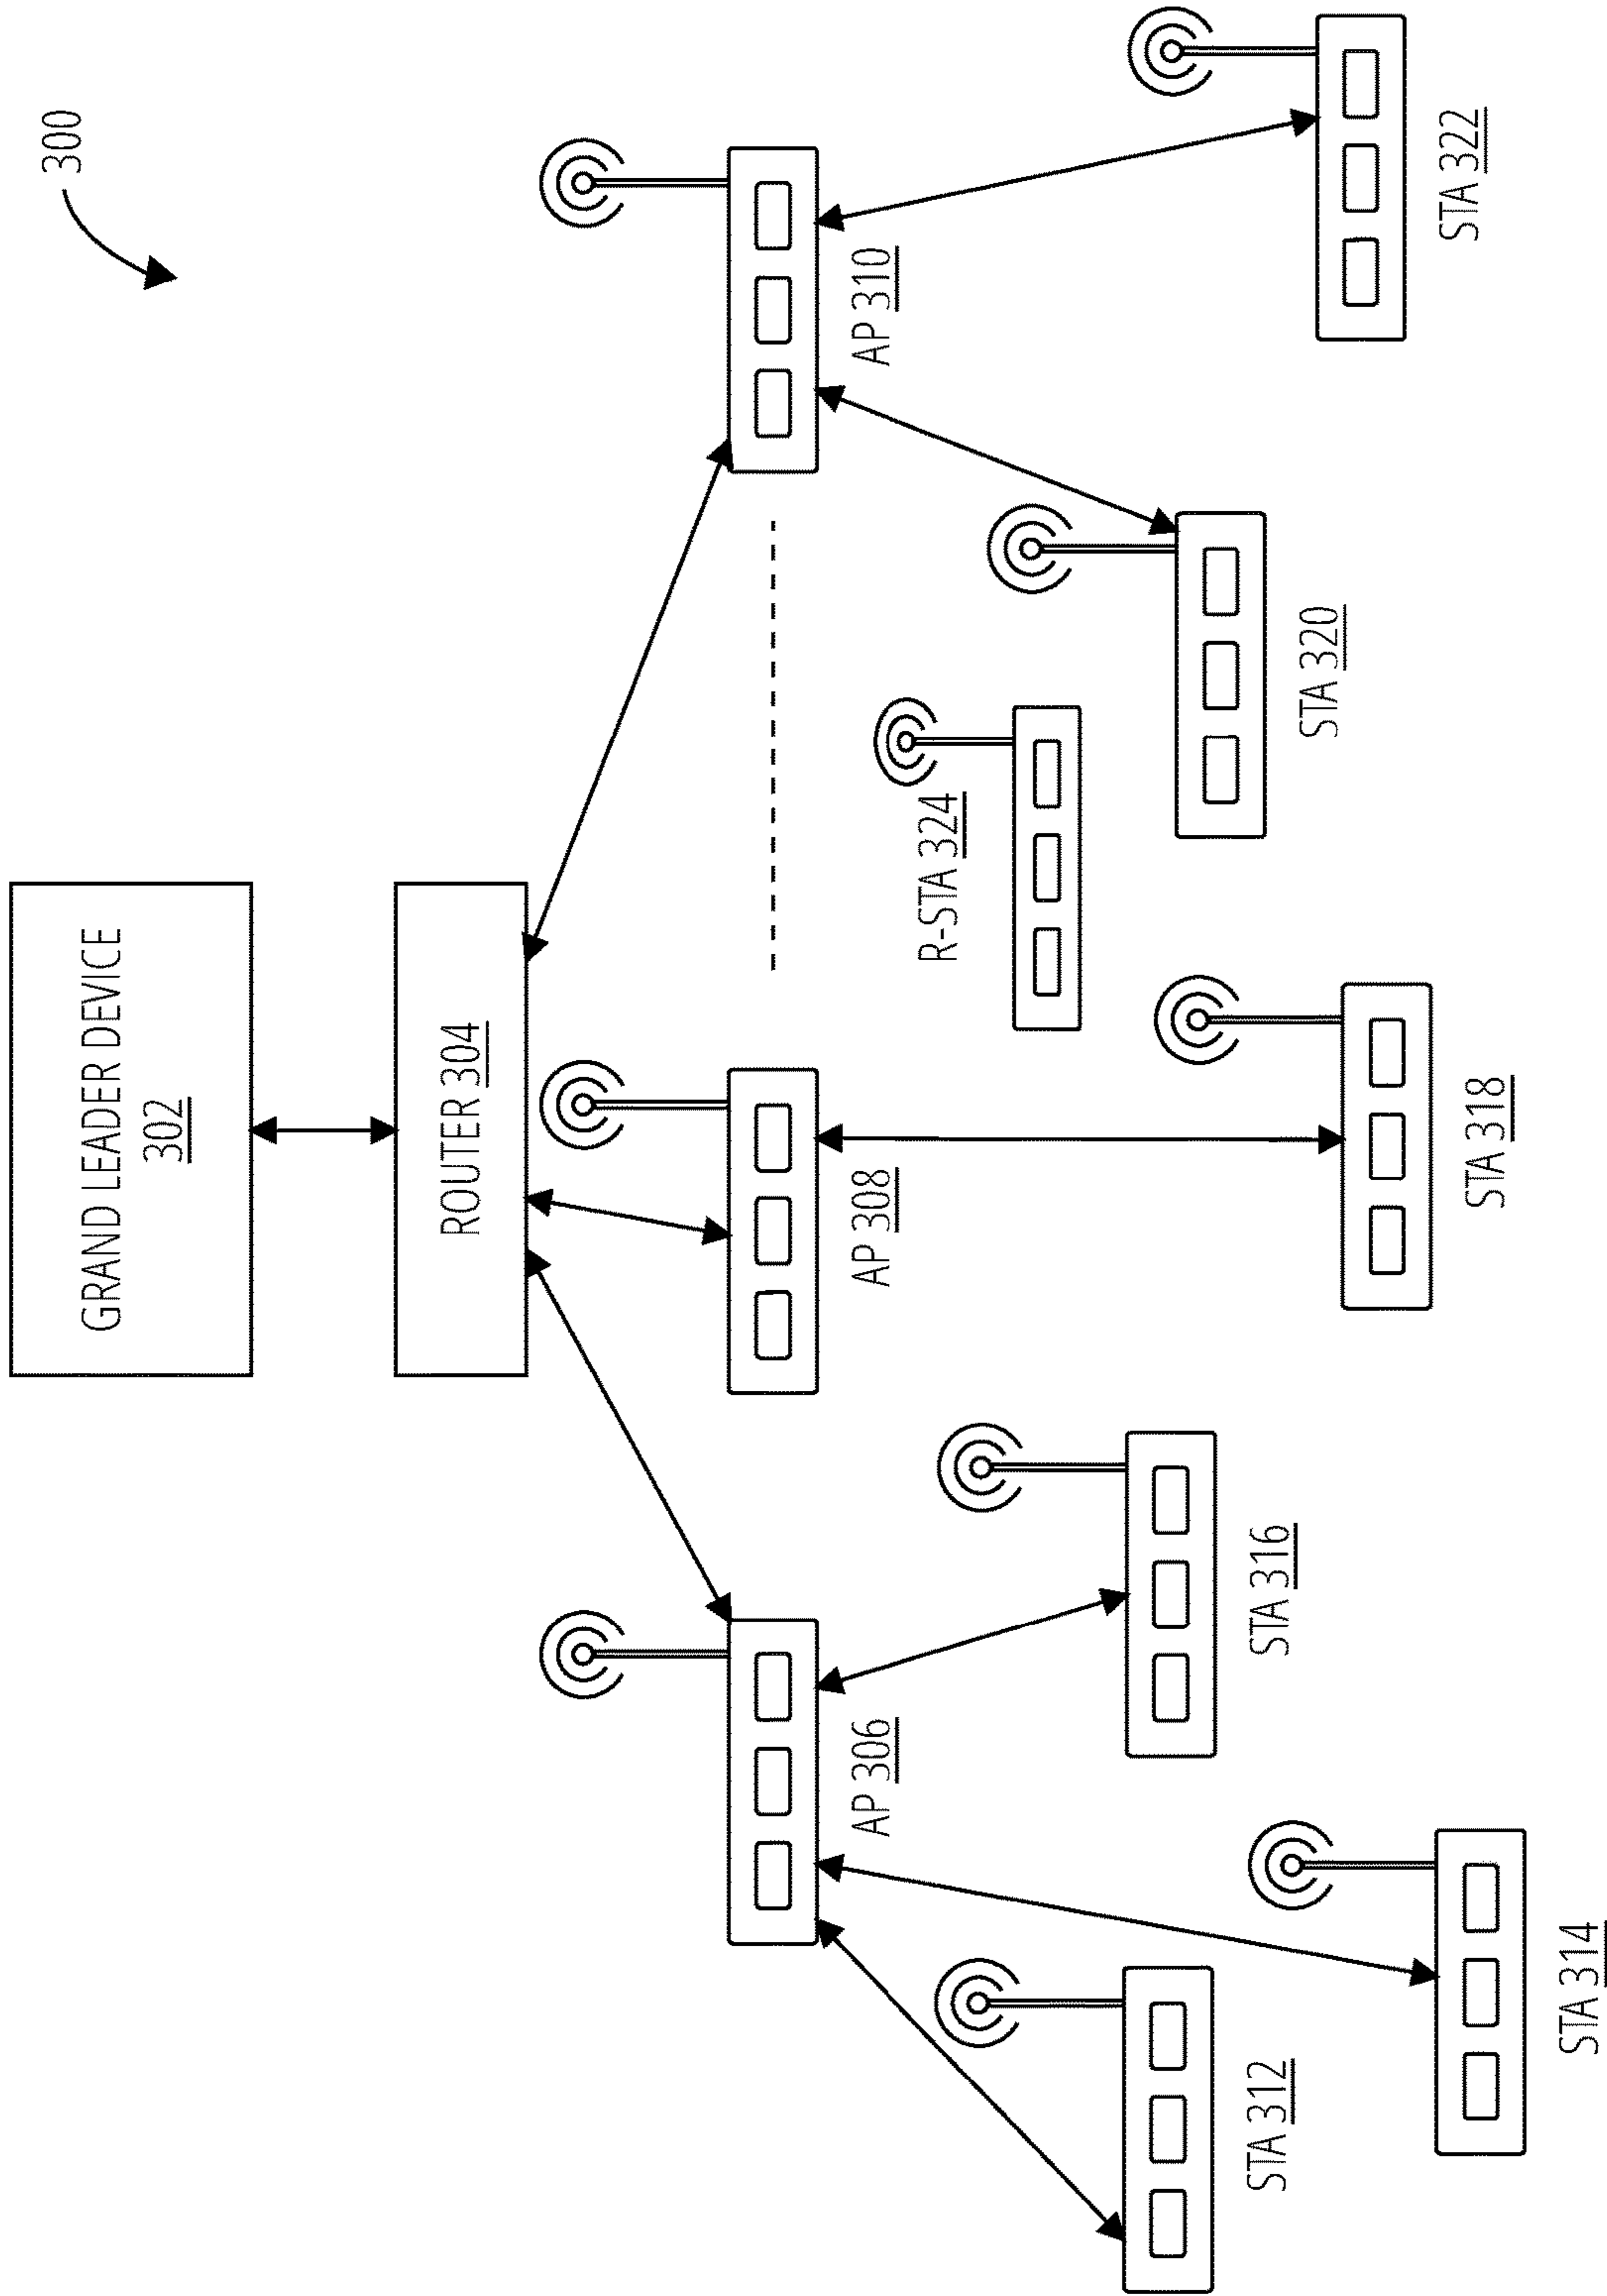 300
GRAND LEADER DEVICE
302
ROUTER 304
AP 306
AP 308
AP 310
R-STA 324
STA 312
STA 316
STA 320
STA 318
STA 322
STA 314